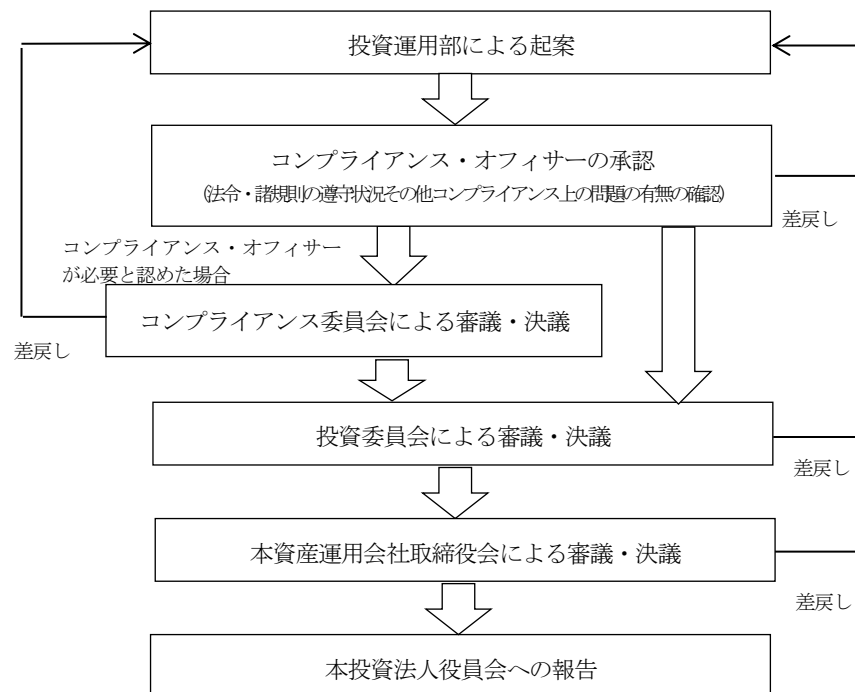 投資運用部による起案
コンプライアンス・オフィサーの承認
(法令・諸規則の遵守状況その他コンプライアンス上の問題の有無の確認)
差戻し
コンプライアンス・オフィサー
が必要と認めた場合
コンプライアンス委員会による審議・決議
差戻し
投資委員会による審議・決議
差戻し
本資産運用会社取締役会による審議・決議
差戻し
本投資法人役員会への報告